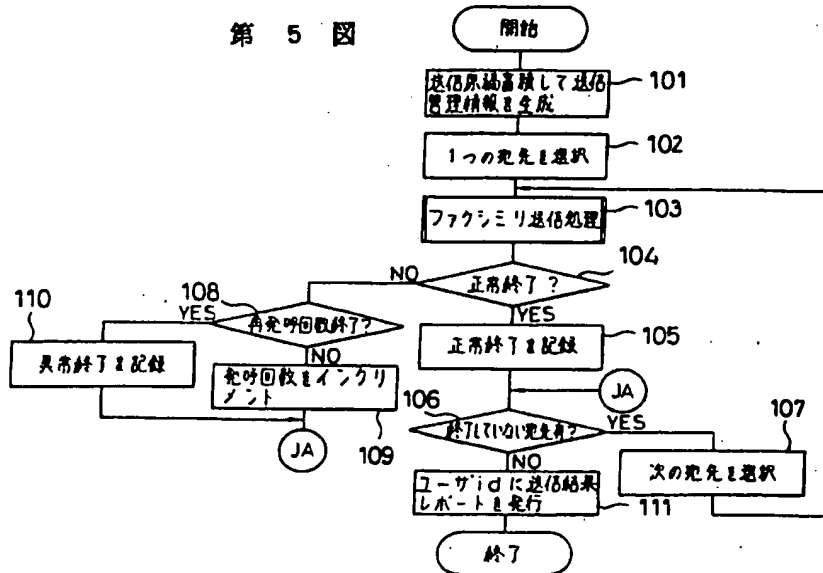 第 5 図
開始
送信原稿蓄積して送信
管理情報を生成
101
1つの宛先を選択
102
ファクシミリ送信処理
103
正常終了?
104
NO
YES
108
再発呼回数終了?
YES
NO
110
異常終了を記録
発呼回数をインクリ
メント
109
JA
正常終了を記録
105
JA
106
終了していない宛先有?
YES
NO
107
次の宛先を選択
ユーザidに送信結果
レポートを発行
111
終了